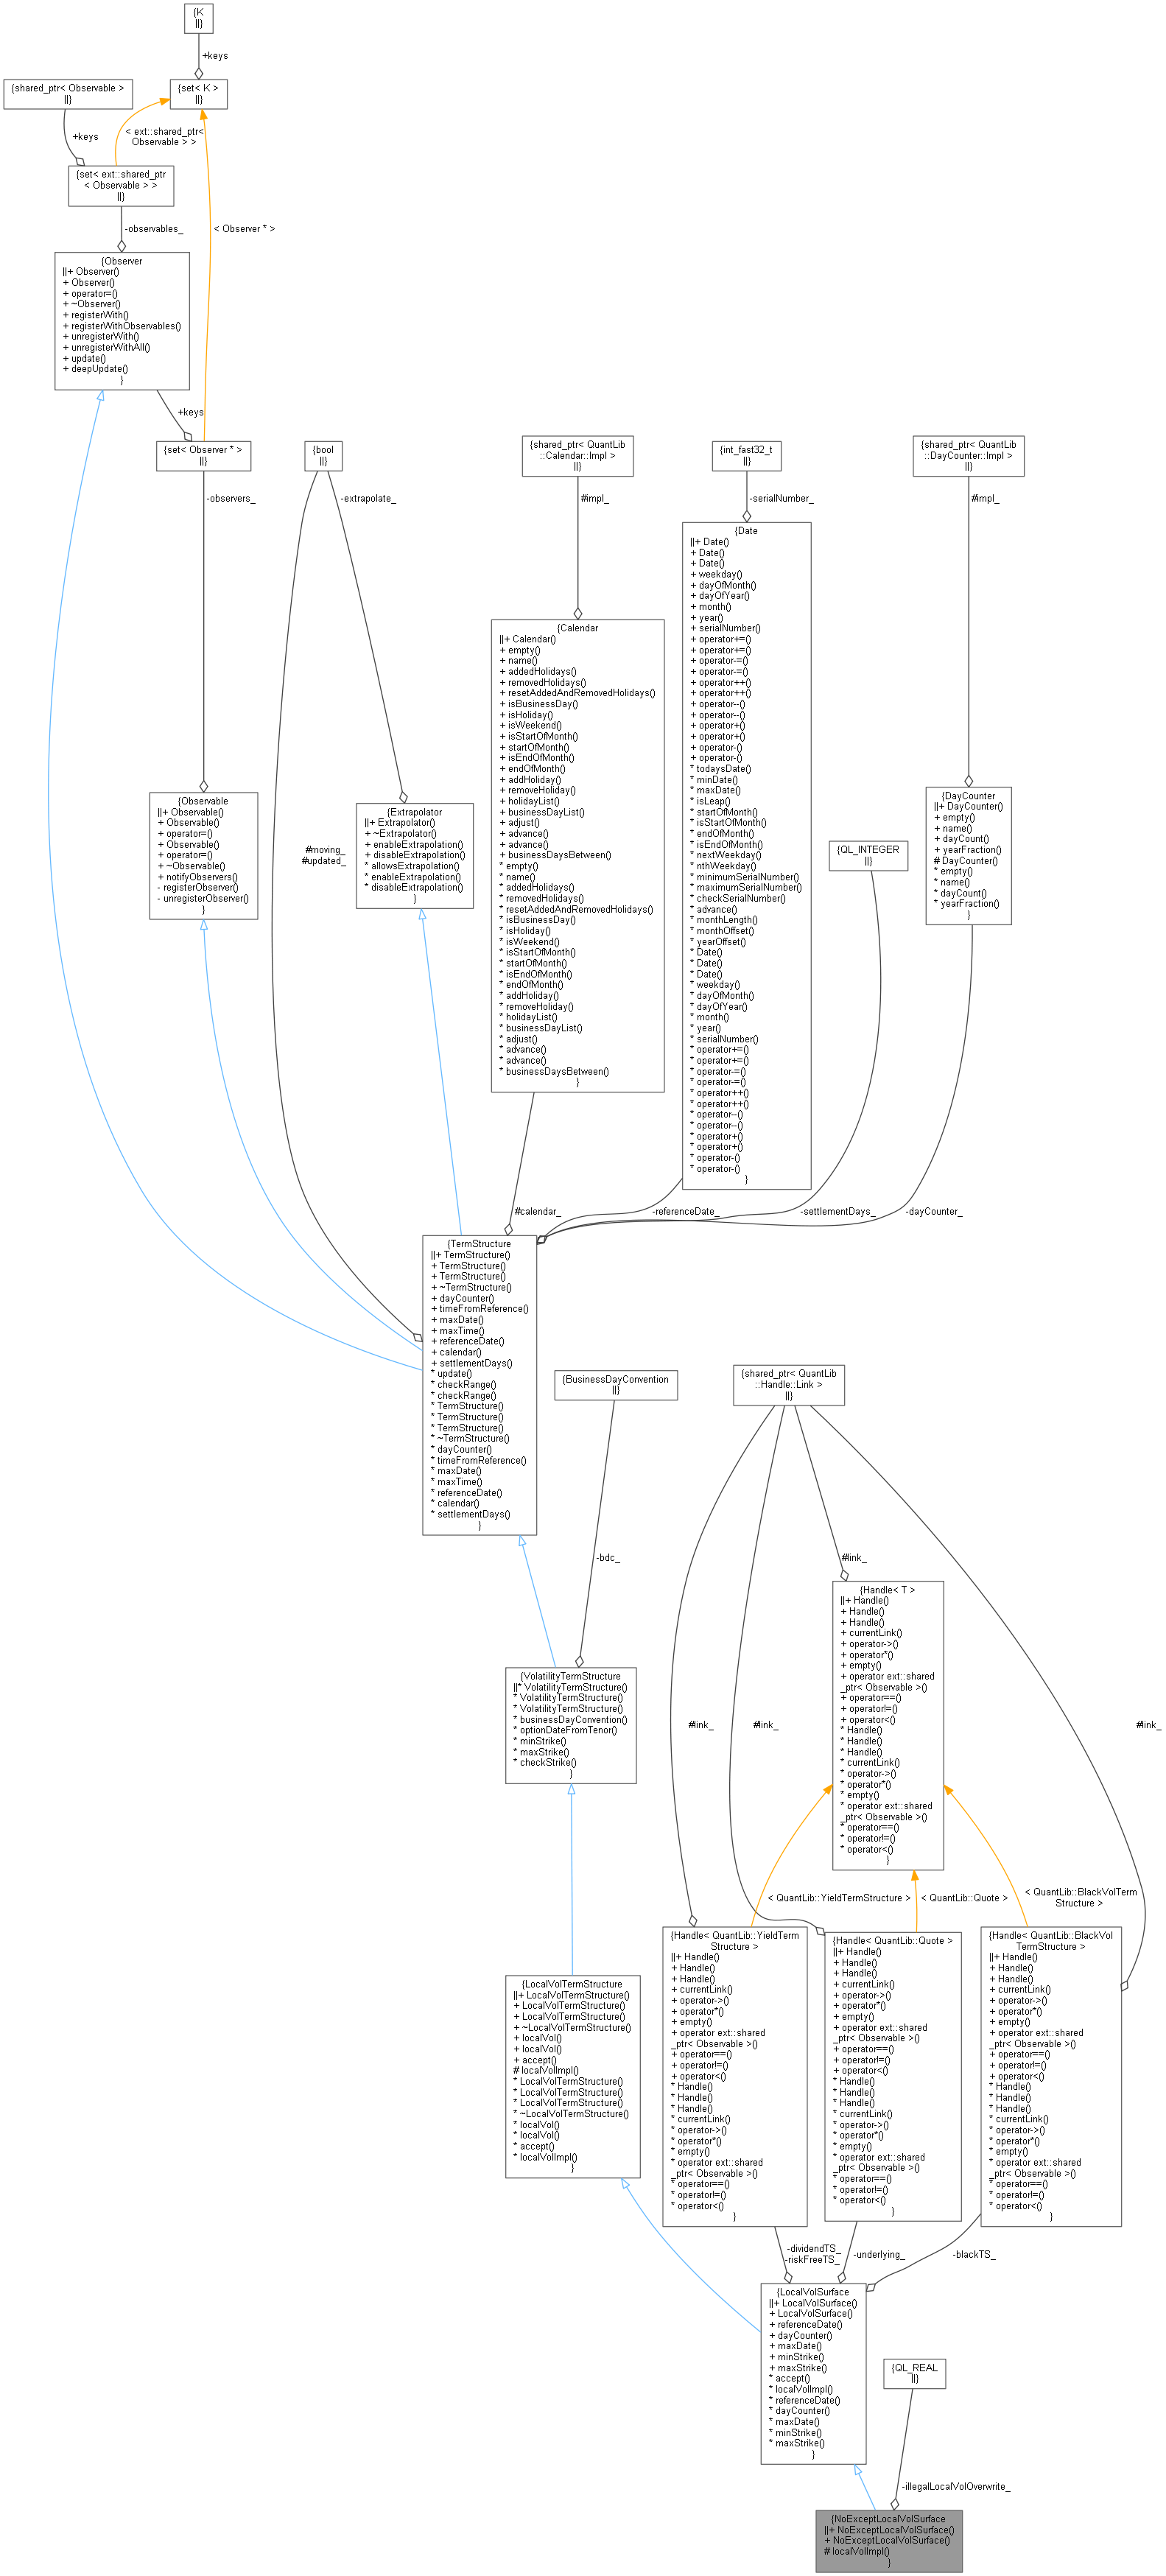 {K
||}
+keys
{shared_ptr< Observable >
||}
{set< K >
||}
+keys
< ext::shared_ptr<
Observable > >
{set< ext::shared_ptr
< Observable > >
||}
-observables_
< Observer * >
{Observer
||+ Observer()
+ Observer()
+ operator=()
+ ~Observer()
+ registerWith()
+ registerWithObservables()
+ unregisterWith()
+ unregisterWithAll()
+ update()
+ deepUpdate()
}
+keys
{set< Observer * >
||}
{bool
||}
{shared_ptr< QuantLib
::Calendar::Impl >
||}
{int_fast32_t
||}
{shared_ptr< QuantLib
::DayCounter::Impl >
||}
-observers_
-extrapolate_
#impl_
-serialNumber_
#impl_
{Date
||+ Date()
+ Date()
+ Date()
+ weekday()
+ dayOfMonth()
+ dayOfYear()
+ month()
+ year()
+ serialNumber()
+ operator+=()
+ operator+=()
+ operator-=()
+ operator-=()
+ operator++()
+ operator++()
+ operator--()
+ operator--()
+ operator+()
+ operator+()
+ operator-()
+ operator-()
* todaysDate()
* minDate()
* maxDate()
* isLeap()
* startOfMonth()
* isStartOfMonth()
* endOfMonth()
* isEndOfMonth()
* nextWeekday()
* nthWeekday()
* minimumSerialNumber()
* maximumSerialNumber()
* checkSerialNumber()
* advance()
* monthLength()
* monthOffset()
* yearOffset()
* Date()
* Date()
* Date()
* weekday()
* dayOfMonth()
* dayOfYear()
* month()
* year()
* serialNumber()
* operator+=()
* operator+=()
* operator-=()
* operator-=()
* operator++()
* operator++()
* operator--()
* operator--()
* operator+()
* operator+()
* operator-()
* operator-()
}
{Calendar
||+ Calendar()
+ empty()
+ name()
+ addedHolidays()
+ removedHolidays()
+ resetAddedAndRemovedHolidays()
+ isBusinessDay()
+ isHoliday()
+ isWeekend()
+ isStartOfMonth()
+ startOfMonth()
+ isEndOfMonth()
+ endOfMonth()
+ addHoliday()
+ removeHoliday()
+ holidayList()
+ businessDayList()
+ adjust()
+ advance()
+ advance()
+ businessDaysBetween()
* empty()
* name()
* addedHolidays()
* removedHolidays()
* resetAddedAndRemovedHolidays()
* isBusinessDay()
* isHoliday()
* isWeekend()
* isStartOfMonth()
* startOfMonth()
* isEndOfMonth()
* endOfMonth()
* addHoliday()
* removeHoliday()
* holidayList()
* businessDayList()
* adjust()
* advance()
* advance()
* businessDaysBetween()
}
{Observable
||+ Observable()
+ Observable()
+ operator=()
+ Observable()
+ operator=()
+ ~Observable()
+ notifyObservers()
- registerObserver()
- unregisterObserver()
}
#moving_
#updated_
{Extrapolator
||+ Extrapolator()
+ ~Extrapolator()
+ enableExtrapolation()
+ disableExtrapolation()
* allowsExtrapolation()
* enableExtrapolation()
* disableExtrapolation()
}
{QL_INTEGER
||}
{DayCounter
||+ DayCounter()
+ empty()
+ name()
+ dayCount()
+ yearFraction()
# DayCounter()
* empty()
* name()
* dayCount()
* yearFraction()
}
#calendar_
-referenceDate_
-settlementDays_
-dayCounter_
{TermStructure
||+ TermStructure()
+ TermStructure()
+ TermStructure()
+ ~TermStructure()
+ dayCounter()
+ timeFromReference()
+ maxDate()
+ maxTime()
+ referenceDate()
+ calendar()
+ settlementDays()
* update()
* checkRange()
* checkRange()
* TermStructure()
* TermStructure()
* TermStructure()
* ~TermStructure()
* dayCounter()
* timeFromReference()
* maxDate()
* maxTime()
* referenceDate()
* calendar()
* settlementDays()
}
{BusinessDayConvention
||}
{shared_ptr< QuantLib
::Handle::Link >
||}
-bdc_
#link_
{Handle< T >
||+ Handle()
+ Handle()
+ Handle()
+ currentLink()
+ operator->()
+ operator*()
+ empty()
+ operator ext::shared
_ptr< Observable >()
+ operator==()
+ operator!=()
+ operator<()
* Handle()
* Handle()
* Handle()
* currentLink()
* operator->()
* operator*()
* empty()
* operator ext::shared
_ptr< Observable >()
* operator==()
* operator!=()
* operator<()
}
{VolatilityTermStructure
||* VolatilityTermStructure()
* VolatilityTermStructure()
* VolatilityTermStructure()
* businessDayConvention()
* optionDateFromTenor()
* minStrike()
* maxStrike()
* checkStrike()
}
#link_
#link_
#link_
< QuantLib::YieldTermStructure >
< QuantLib::Quote >
< QuantLib::BlackVolTerm
Structure >
{Handle< QuantLib::YieldTerm
Structure >
||+ Handle()
+ Handle()
+ Handle()
+ currentLink()
+ operator->()
+ operator*()
+ empty()
+ operator ext::shared
_ptr< Observable >()
+ operator==()
+ operator!=()
+ operator<()
* Handle()
* Handle()
* Handle()
* currentLink()
* operator->()
* operator*()
* empty()
* operator ext::shared
_ptr< Observable >()
* operator==()
* operator!=()
* operator<()
}
{Handle< QuantLib::Quote >
||+ Handle()
+ Handle()
+ Handle()
+ currentLink()
+ operator->()
+ operator*()
+ empty()
+ operator ext::shared
_ptr< Observable >()
+ operator==()
+ operator!=()
+ operator<()
* Handle()
* Handle()
* Handle()
* currentLink()
* operator->()
* operator*()
* empty()
* operator ext::shared
_ptr< Observable >()
* operator==()
* operator!=()
* operator<()
}
{Handle< QuantLib::BlackVol
TermStructure >
||+ Handle()
+ Handle()
+ Handle()
+ currentLink()
+ operator->()
+ operator*()
+ empty()
+ operator ext::shared
_ptr< Observable >()
+ operator==()
+ operator!=()
+ operator<()
* Handle()
* Handle()
* Handle()
* currentLink()
* operator->()
* operator*()
* empty()
* operator ext::shared
_ptr< Observable >()
* operator==()
* operator!=()
* operator<()
}
{LocalVolTermStructure
||+ LocalVolTermStructure()
+ LocalVolTermStructure()
+ LocalVolTermStructure()
+ ~LocalVolTermStructure()
+ localVol()
+ localVol()
+ accept()
# localVolImpl()
* LocalVolTermStructure()
* LocalVolTermStructure()
* LocalVolTermStructure()
* ~LocalVolTermStructure()
* localVol()
* localVol()
* accept()
* localVolImpl()
}
-dividendTS_
-riskFreeTS_
-underlying_
-blackTS_
{LocalVolSurface
||+ LocalVolSurface()
+ LocalVolSurface()
+ referenceDate()
+ dayCounter()
+ maxDate()
+ minStrike()
+ maxStrike()
* accept()
* localVolImpl()
* referenceDate()
* dayCounter()
* maxDate()
* minStrike()
* maxStrike()
}
{QL_REAL
||}
-illegalLocalVolOverwrite_
{NoExceptLocalVolSurface
||+ NoExceptLocalVolSurface()
+ NoExceptLocalVolSurface()
# localVolImpl()
}